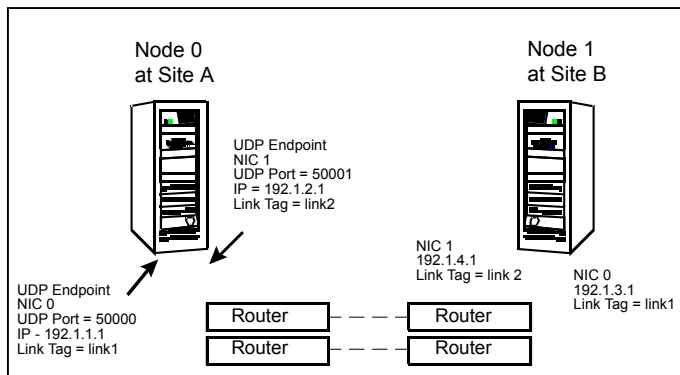 Node 0
at Site A
Node 1
at Site B
UDP Endpoint
NIC 1
UDP Port = 50001
IP = 192.1.2.1
Link Tag = link2
UDP Endpoint
NIC 0
UDP Port = 50000
IP - 192.1.1.1
Link Tag = link1
NIC 1
192.1.4.1
Link Tag = link 2
NIC 0
192.1.3.1
Link Tag = link1
Router
Router
Router
Router